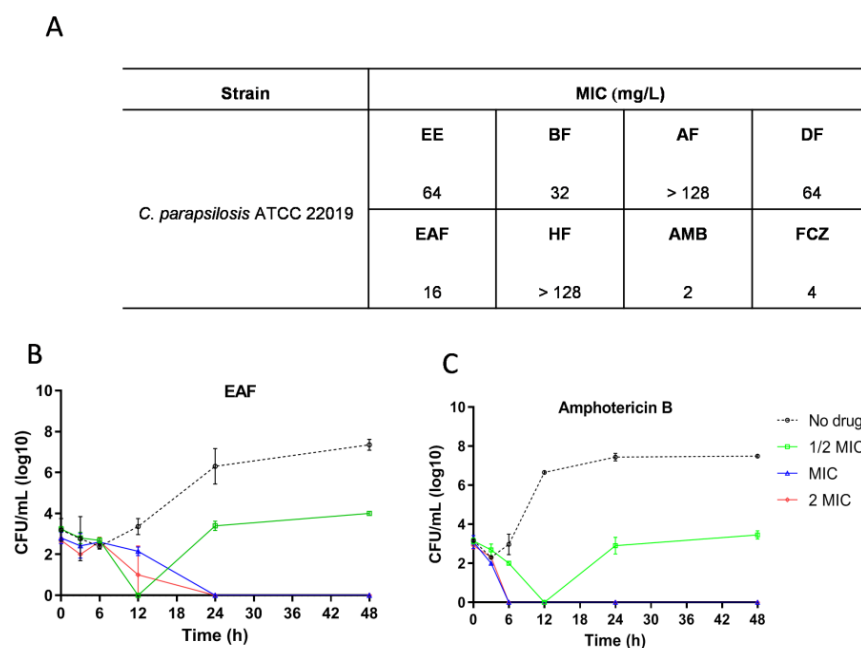 A
Strain MIC (mg/L)
EE BF AF DF
64 32 > 128 64
C. parapsilosis ATCC 22019
EAF HF AMB FCZ
16 > 128 2 4
B
EAF
CFU/mL (log10)
10
8
6
4
2
0
0 6 12 18 24 30 36 42 48
Time (h)
C
Amphotericin B
CFU/mL (log10)
10
8
6
4
2
0
0 6 12 18 24 30 36 42 48
Time (h)
No drug
1/2 MIC
MIC
2 MIC